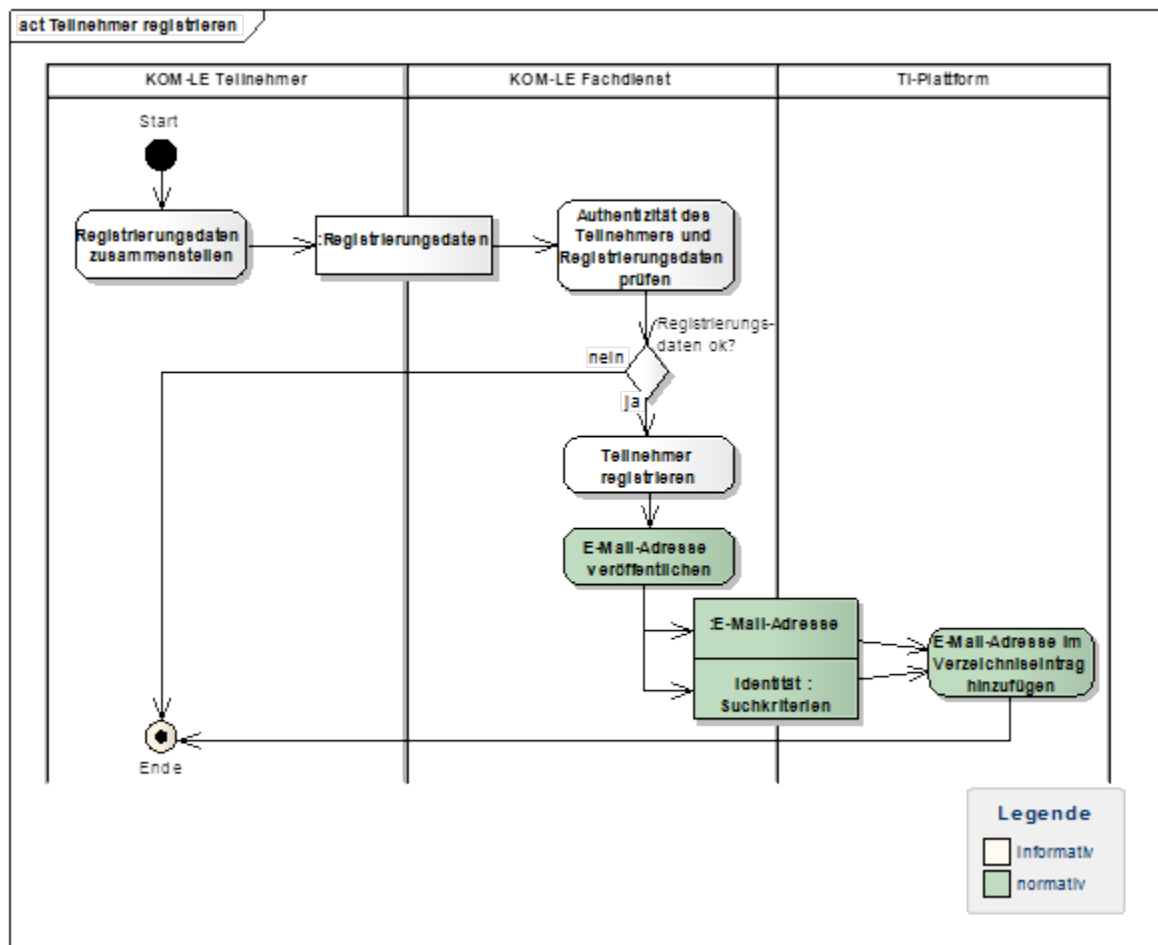 act Teilnehmer registrieren
KOM-LE Teilnehmer
KOM-LE Fachdienst
TI-Plattform
Start
Registrierungsdaten
zusammenstellen
:Registrierungsdaten
Authentizität des
Teilnehmers und
Registrierungsdaten
prüfen
Registrierungs-
daten ok?
nein
ja
Teilnehmer
registrieren
E-Mail-Adresse
veröffentlichen
:E-Mail-Adresse
Identität :
Suchkriterien
E-Mail-Adresse im
Verzeichniseintrag
hinzufügen
Ende
Legende
informativ
normativ